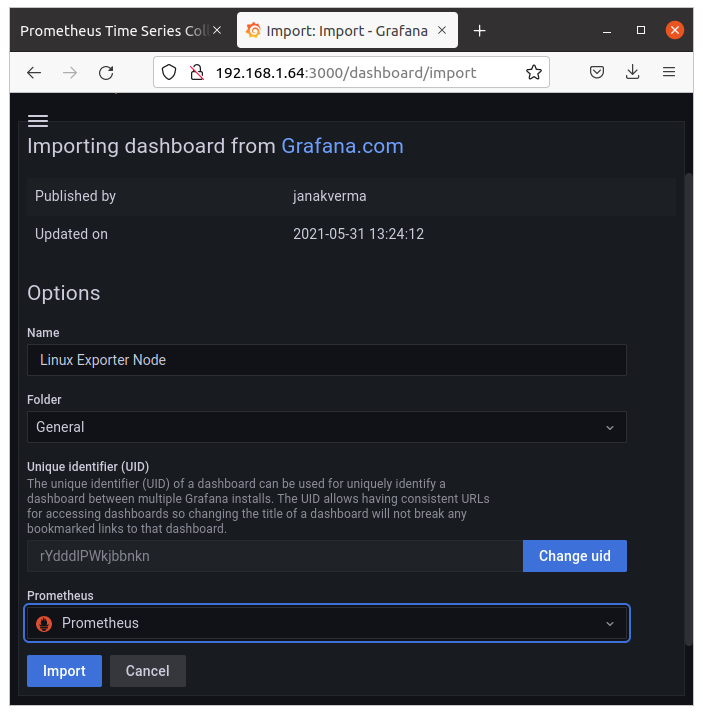 Prometheus Time Series Coll
Import: Import - Grafana
192.168.1.64:3000/dashboard/import
Importing dashboard from Grafana.com
Published by janakverma
Updated on 2021-05-31 13:24:12
Options
Name
Linux Exporter Node
Folder
General
Unique identifier (UID)
The unique identifier (UID) of a dashboard can be used for uniquely identify a
dashboard between multiple Grafana installs. The UID allows having consistent URLs
for accessing dashboards so changing the title of a dashboard will not break any
bookmarked links to that dashboard.
rYdddlPWkjbbnkn Change uid
Prometheus
Prometheus
Import Cancel